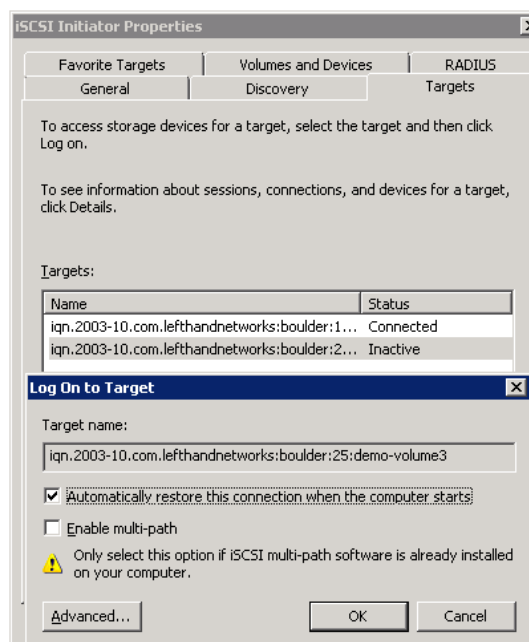 iSCSI Initiator Properties
Favorite Targets Volumes and Devices RADIUS
General Discovery Targets
To access storage devices for a target, select the target and then click
Log on.
To see information about sessions, connections, and devices for a target,
click Details.
Targets:
Name Status
iqn.2003-10.com.lefthandnetworks:boulder:1... Connected
iqn.2003-10.com.lefthandnetworks:boulder:2... Inactive
Log On to Target
Target name:
iqn.2003-10.com.lefthandnetworks:boulder:25:demo-volume3
Automatically restore this connection when the computer starts
Enable multi-path
Only select this option if iSCSI multi-path software is already installed
on your computer.
Advanced... OK Cancel